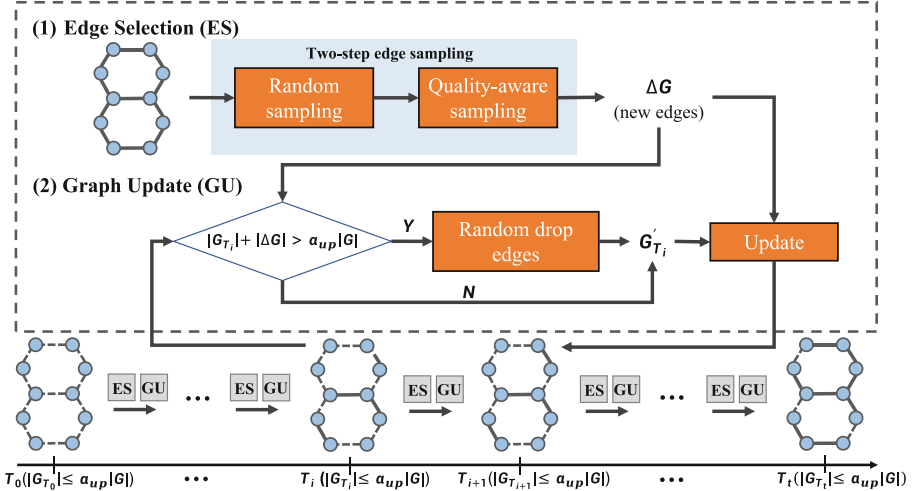 (1) Edge Selection (ES)
Two-step edge sampling
Random
sampling
Quality-aware
sampling
ΔG
(new edges)
(2) Graph Update (GU)
|G_{T_i}| + |ΔG| > α_{up}|G|
Y
Random drop
edges
G'_{T_i}
Update
N
ES GU
•••
ES GU
ES GU
ES GU
•••
ES GU
T_0(|G_{T_0}| ≤ α_{up}|G|)
•••
T_i (|G_{T_i}| ≤ α_{up}|G|)
T_{i+1}(|G_{T_{i+1}}| ≤ α_{up}|G|)
•••
T_t(|G_{T_t}| ≤ α_{up}|G|)